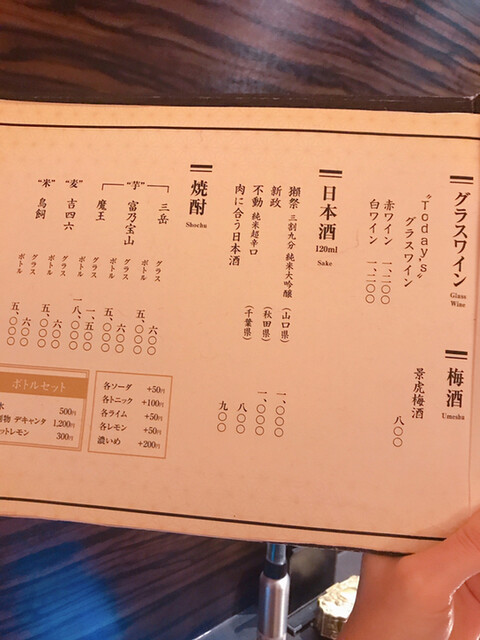 グラスワイン
Glass Wine
"Today's"
グラスワイン
赤ワイン 一、二〇〇
白ワイン 一、二〇〇
梅酒
Umeshu
景虎梅酒 八〇〇
日本酒
120ml
Sake
獺祭 三割九分 純米大吟醸（山口県） 一、〇〇〇
新政（秋田県） 一、〇〇〇
不動 純米超辛口（千葉県） 八〇〇
肉に合う日本酒 九〇〇
焼酎
Shochu
"芋"
三岳 グラス 六〇〇
ボトル 五、〇〇〇
富乃宝山 グラス 六〇〇
ボトル 五、〇〇〇
魔王 グラス 一、五〇〇
ボトル 一八、〇〇〇
"麦"
吉四六 グラス 六〇〇
ボトル 五、〇〇〇
"米"
鳥飼 グラス 六〇〇
ボトル 五、〇〇〇
各ソーダ +50円
各トニック +100円
各ライム +50円
各レモン +50円
濃いめ +200円
ボトルセット
水 500円
物 デキャンタ 1,200円
ットレモン 300円